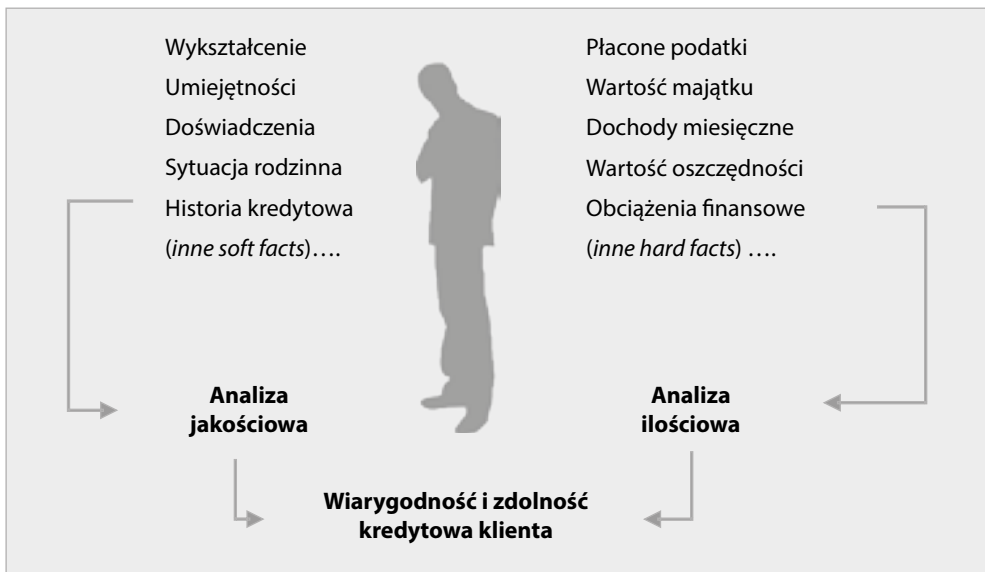 Wykształcenie
Umiejętności
Doświadczenia
Sytuacja rodzinna
Historia kredytowa
(inne soft facts)….
Płacone podatki
Wartość majątku
Dochody miesięczne
Wartość oszczędności
Obciążenia finansowe
(inne hard facts) ….
Analiza
jakościowa
Analiza
ilościowa
Wiarygodność i zdolność
kredytowa klienta